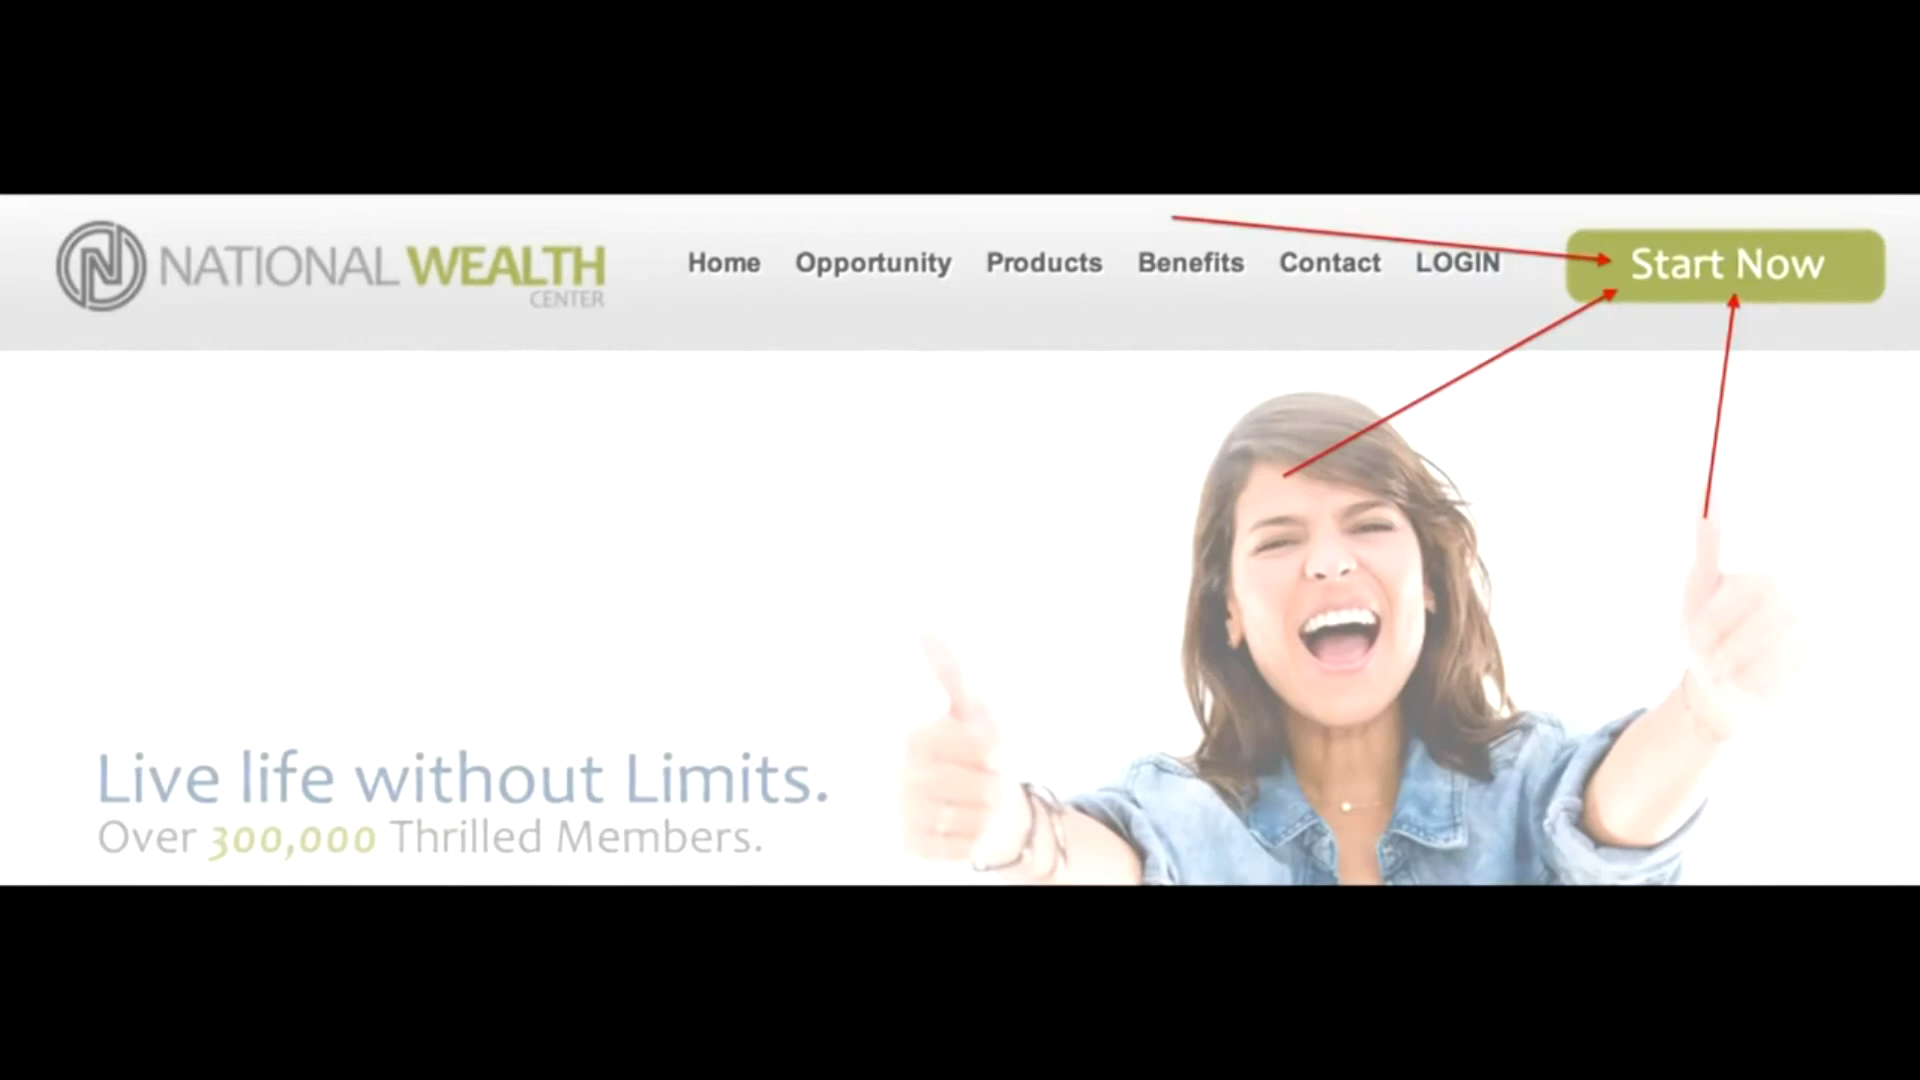 NATIONAL WEALTH
CENTER
Home Opportunity Products Benefits Contact LOGIN
Start Now
Live life without Limits.
Over 300,000 Thrilled Members.